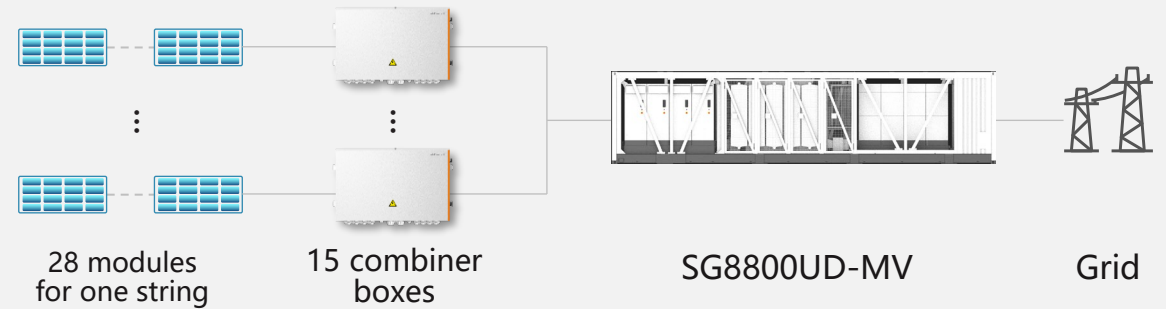 28 modules
for one string
15 combiner
boxes
SG8800UD-MV
Grid